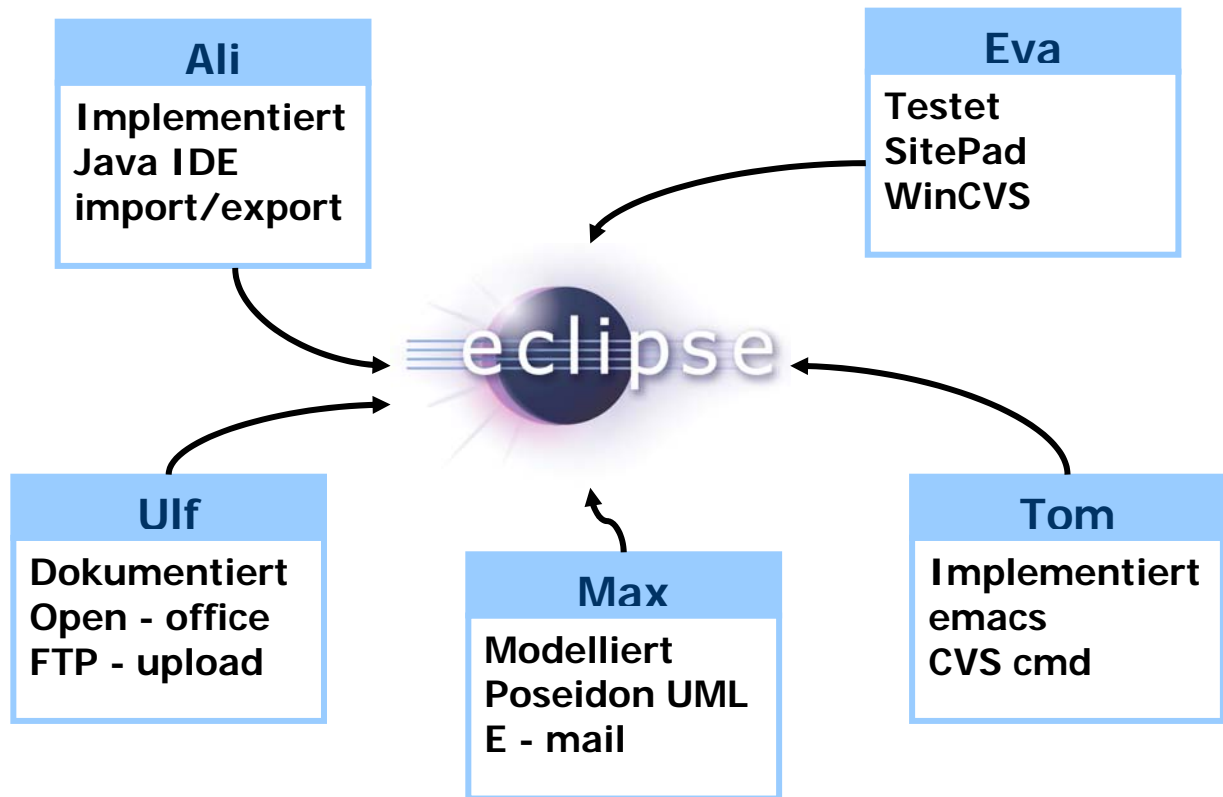 Ali
Implementiert
Java IDE
import/export
Eva
Testet
SitePad
WinCVS
eclipse
Ulf
Dokumentiert
Open - office
FTP - upload
Max
Modelliert
Poseidon UML
E - mail
Tom
Implementiert
emacs
CVS cmd